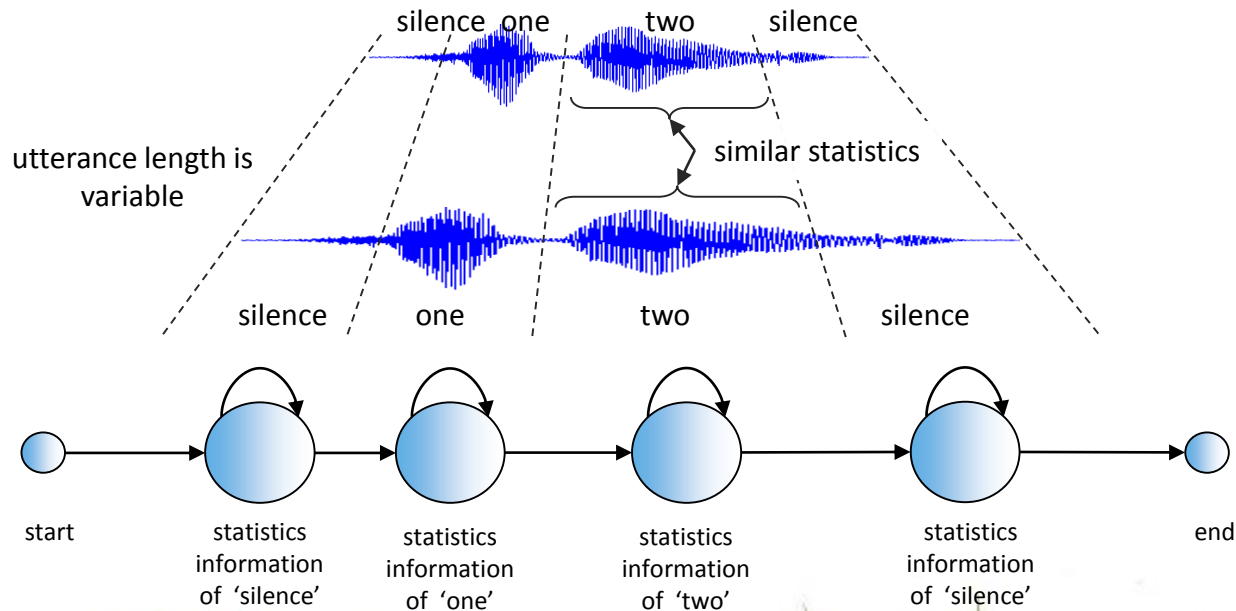 silence one two silence
utterance length is
variable
similar statistics
silence one two silence
start
statistics
information
of 'silence'
statistics
information
of 'one'
statistics
information
of 'two'
statistics
information
of 'silence'
end